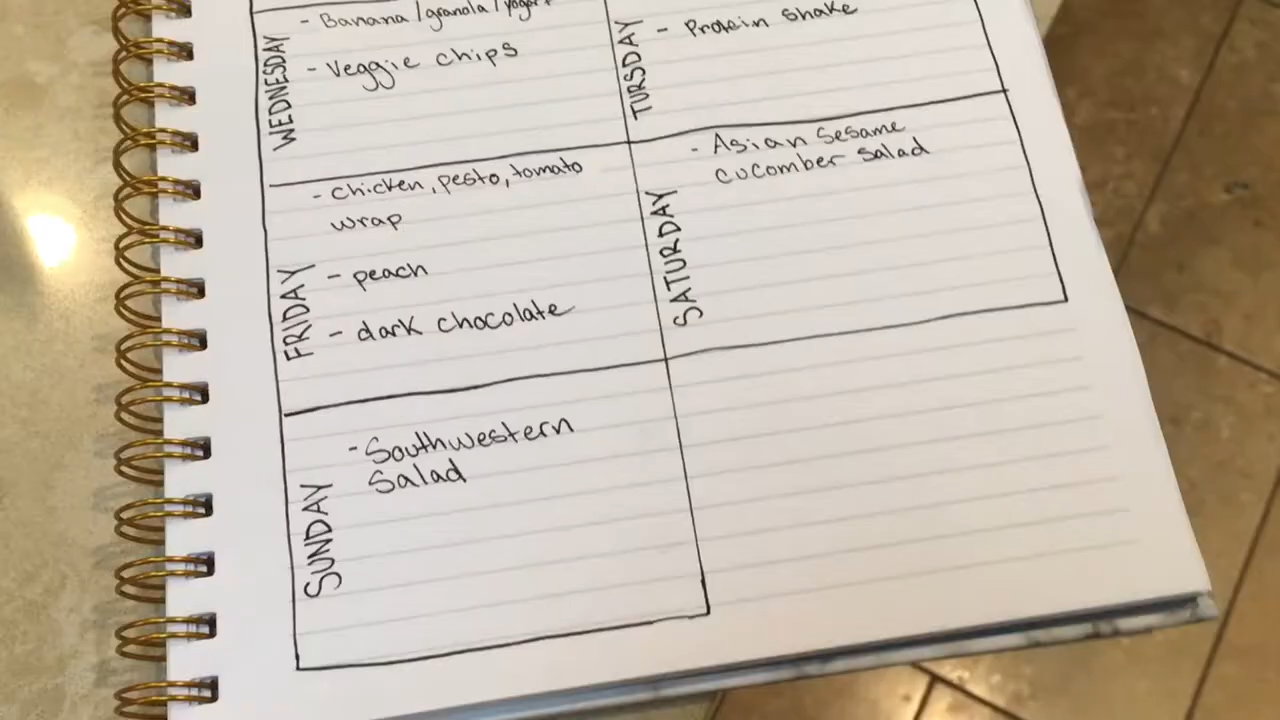 WEDNESDAY
- Banana/granola/yogurt
- Veggie chips
TURSDAY
- Protein shake
FRIDAY
- chicken, pesto, tomato
wrap
- peach
- dark chocolate
SATURDAY
- Asian Sesame
cucomber salad
SUNDAY
- Southwestern
Salad